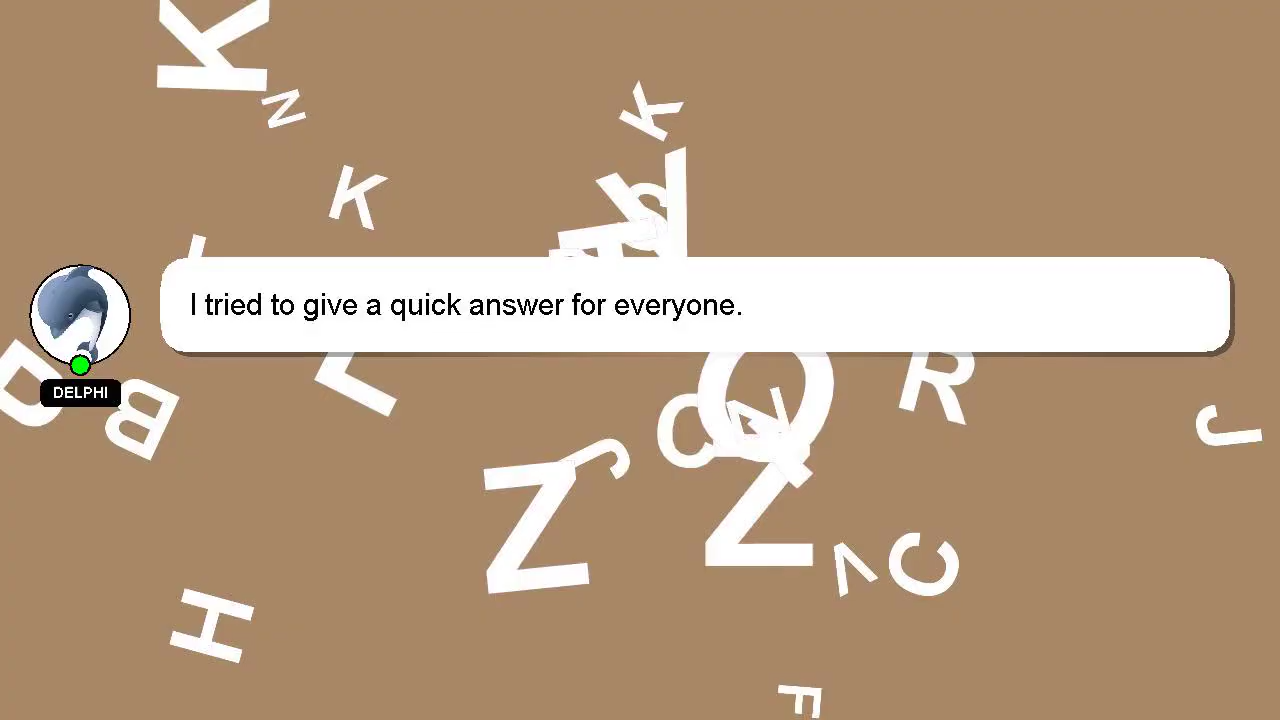 K
N
K
K
S
I tried to give a quick answer for everyone.
DELPHI
B
L
J
C
Q
N
R
J
Z
Z
V
C
H
F